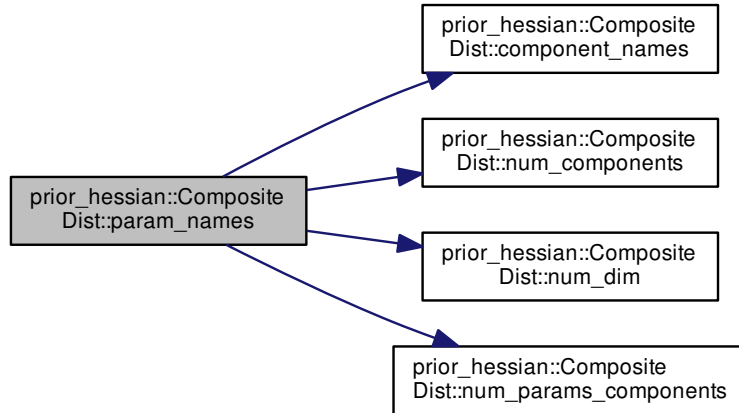 prior_hessian::Composite
Dist::param_names
prior_hessian::Composite
Dist::component_names
prior_hessian::Composite
Dist::num_components
prior_hessian::Composite
Dist::num_dim
prior_hessian::Composite
Dist::num_params_components